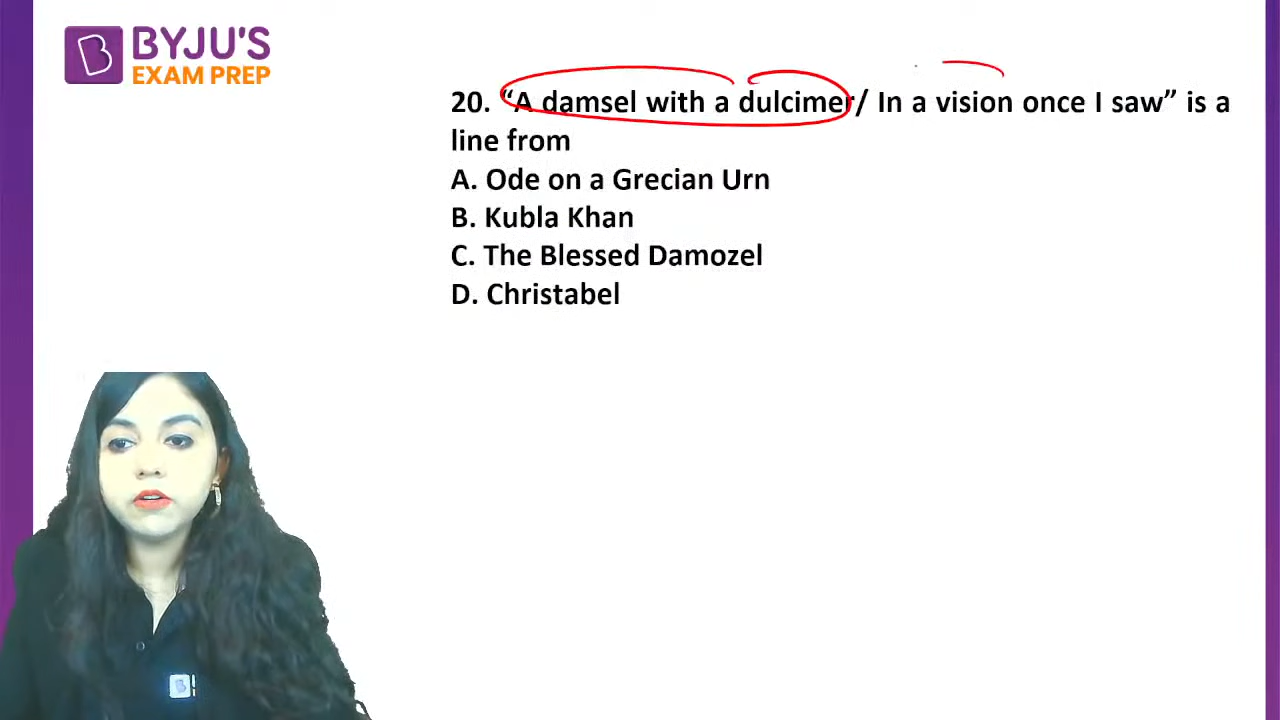 BYJU'S
EXAM PREP
20. “A damsel with a dulcimer/ In a vision once I saw” is a
line from
A. Ode on a Grecian Urn
B. Kubla Khan
C. The Blessed Damozel
D. Christabel